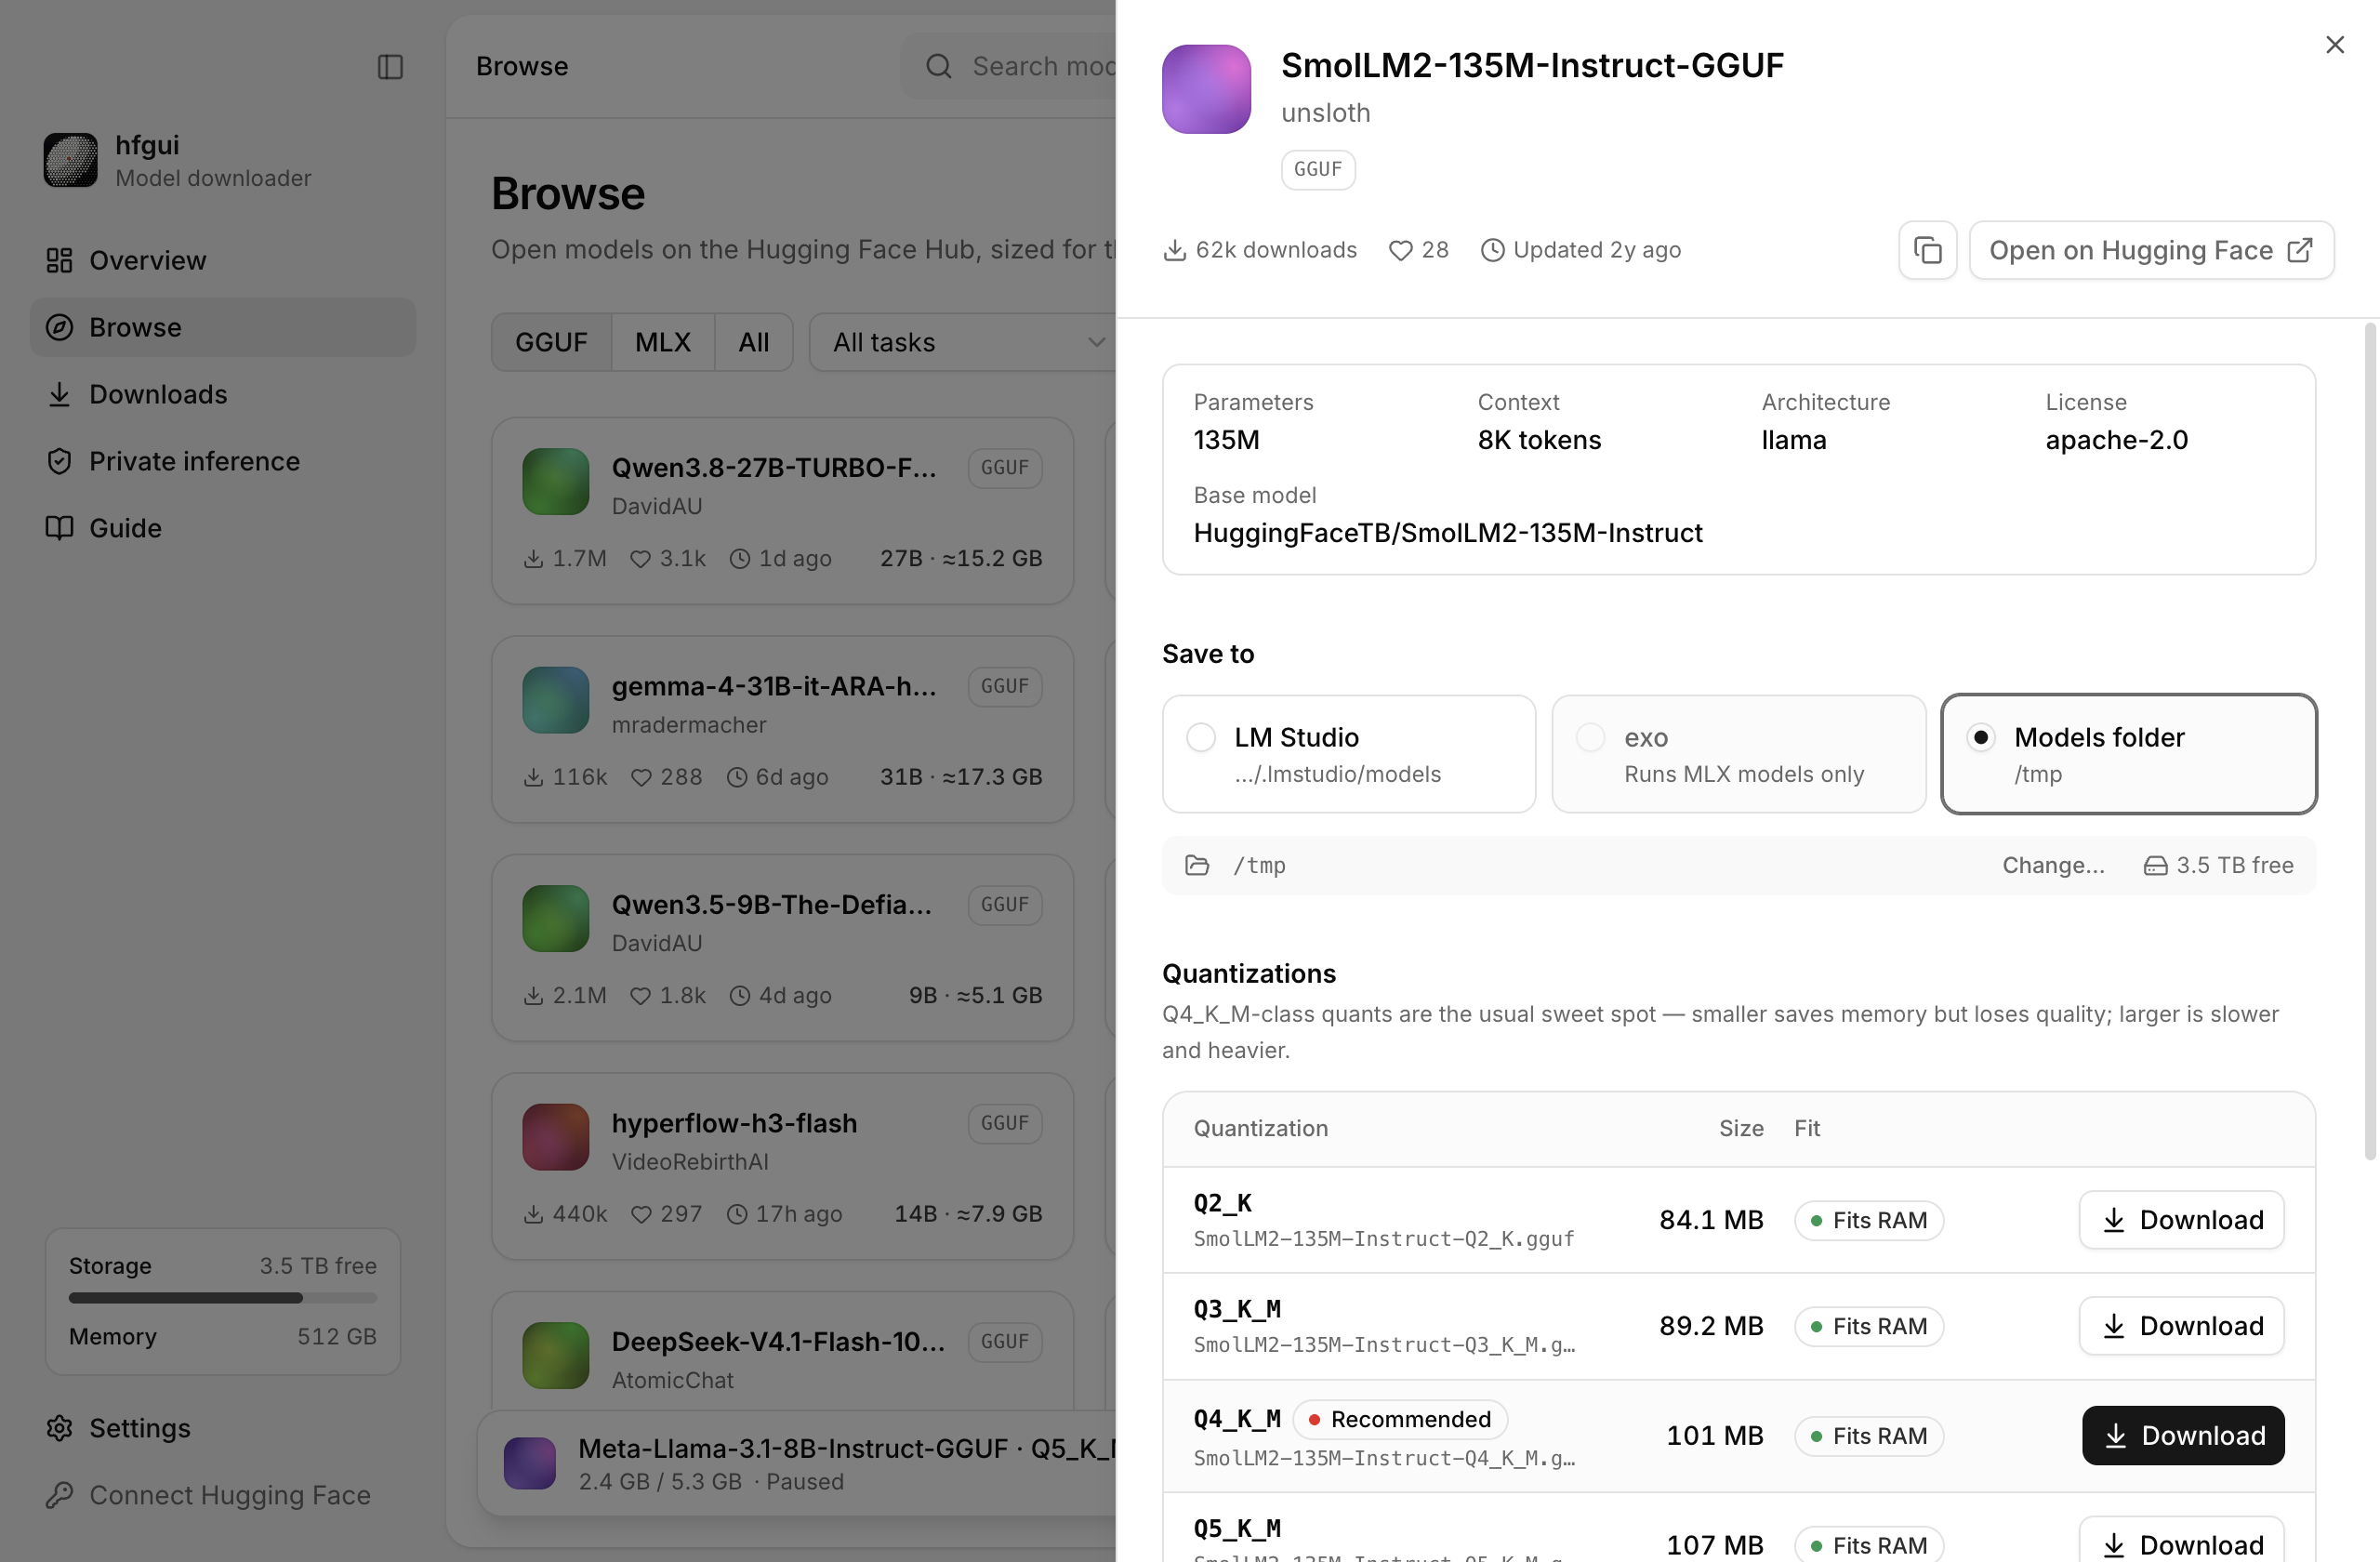 hfgui
Model downloader
Overview
Browse
Downloads
Private inference
Guide
Storage 3.5 TB free
Memory 512 GB
Settings
Connect Hugging Face
Browse
Search
Browse
Open models on the Hugging Face Hub, sized for
GGUF MLX All All tasks
Qwen3.8-27B-TURBO-F... GGUF
DavidAU
1.7M 3.1k 1d ago 27B · ≈15.2 GB
gemma-4-31B-it-ARA-h... GGUF
mradermacher
116k 288 6d ago 31B · ≈17.3 GB
Qwen3.5-9B-The-Defia... GGUF
DavidAU
2.1M 1.8k 4d ago 9B · ≈5.1 GB
hyperflow-h3-flash GGUF
VideoRebirthAI
440k 297 17h ago 14B · ≈7.9 GB
DeepSeek-V4.1-Flash-10... GGUF
AtomicChat
Meta-Llama-3.1-8B-Instruct-GGUF ·
2.4 GB / 5.3 GB · Paused
SmolLM2-135M-Instruct-GGUF
unsloth
GGUF
62k downloads 28 Updated 2y ago Open on Hugging Face
Parameters Context Architecture License
135M 8K tokens llama apache-2.0
Base model
HuggingFaceTB/SmolLM2-135M-Instruct
Save to
LM Studio exo Models folder
.../.lmstudio/models Runs MLX models only /tmp
/tmp Change... 3.5 TB free
Quantizations
Q4_K_M-class quants are the usual sweet spot — smaller saves memory but loses quality; larger is slower
and heavier.
Quantization Size Fit
Q2_K
SmolLM2-135M-Instruct-Q2_K.gguf 84.1 MB Fits RAM Download
Q3_K_M
SmolLM2-135M-Instruct-Q3_K_M.g… 89.2 MB Fits RAM Download
Q4_K_M Recommended
SmolLM2-135M-Instruct-Q4_K_M.g… 101 MB Fits RAM Download
Q5_K_M
107 MB Fits RAM Download